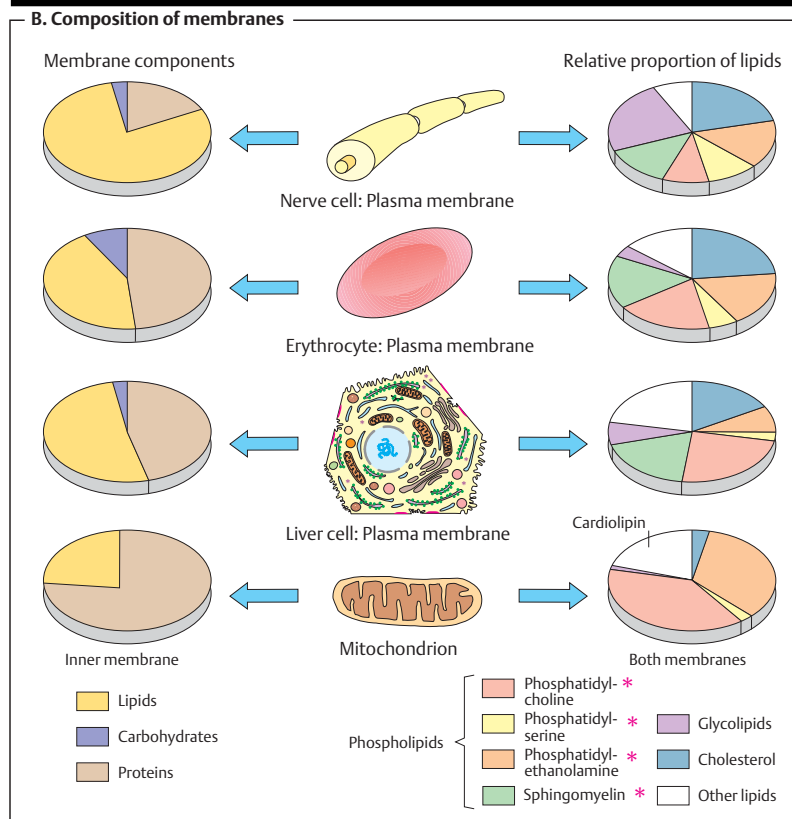 B. Composition of membranes
Membrane components
Relative proportion of lipids
Nerve cell: Plasma membrane
Erythrocyte: Plasma membrane
Liver cell: Plasma membrane
Cardiolipin
Inner membrane
Mitochondrion
Both membranes
Lipids
Carbohydrates
Proteins
Phospholipids
Phosphatidyl- *
choline
Phosphatidyl- *
serine
Phosphatidyl- *
ethanolamine
Sphingomyelin *
Glycolipids
Cholesterol
Other lipids